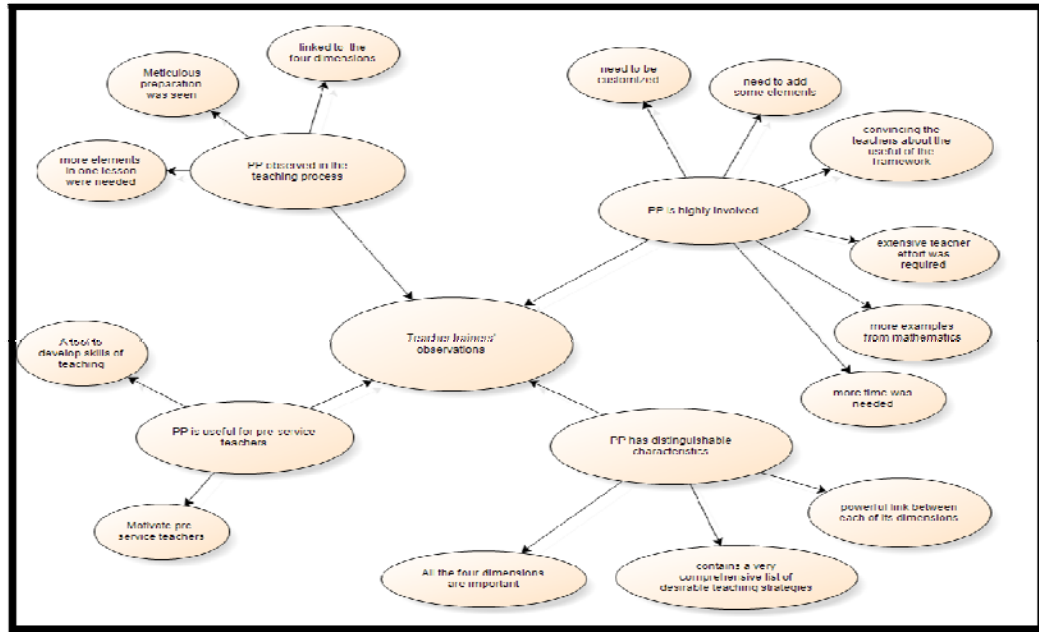 linked to the
four dimensions
Meticulous
preparation
was seen
more elements
in one lesson
were needed
PP observed in the
teaching process
need to be
customized
need to add
some elements
convincing the
teachers about the
useful of the
framework
PP is highly involved
extensive teacher
effort was
required
more examples
from mathematics
more time was
needed
Teacher trainers'
observations
A tool to
develop skills of
teaching
PP is useful for pre-service
teachers
Motivate pre
service teachers
PP has distinguishable
characteristics
powerful link between
each of its dimensions
All the four dimensions
are important
contains a very
comprehensive list of
desirable teaching strategies